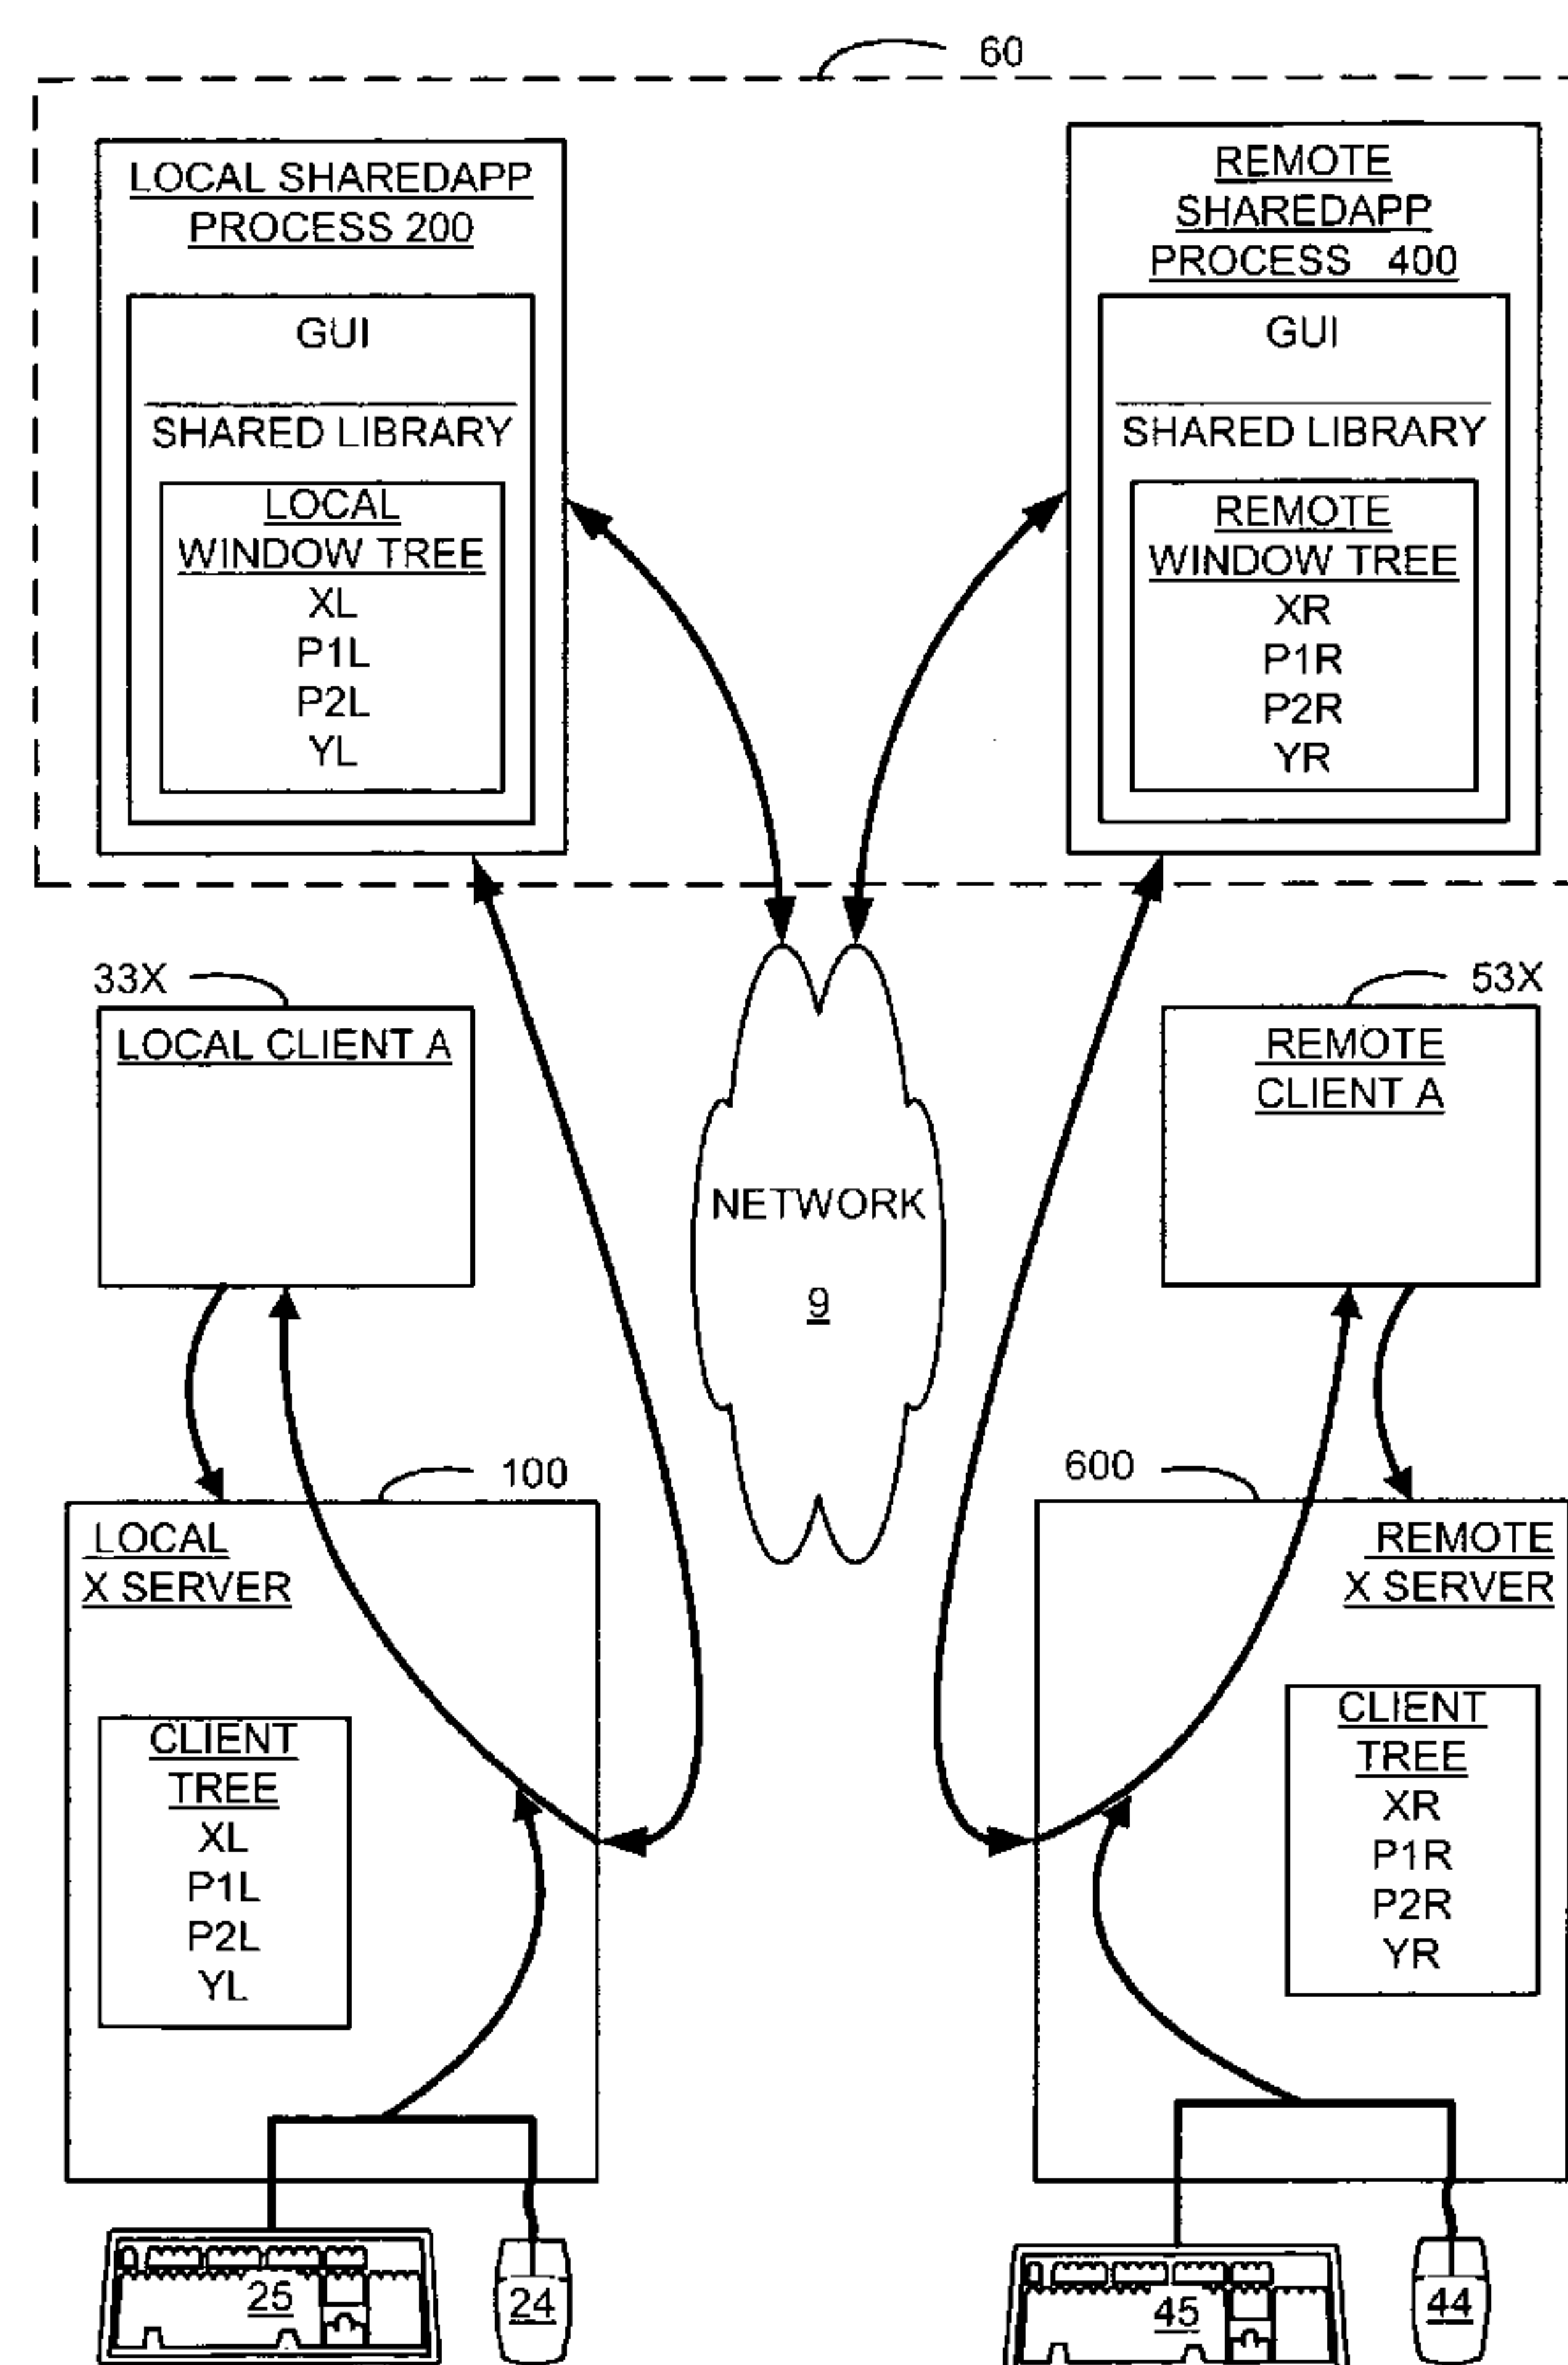 60
LOCAL SHAREDAPP
PROCESS 200
GUI
SHARED LIBRARY
LOCAL
WINDOW TREE
XL
P1L
P2L
YL
REMOTE
SHAREDAPP
PROCESS 400
GUI
SHARED LIBRARY
REMOTE
WINDOW TREE
XR
P1R
P2R
YR
33X
LOCAL CLIENT A
NETWORK
9
53X
REMOTE
CLIENT A
100
LOCAL
X SERVER
CLIENT
TREE
XL
P1L
P2L
YL
600
REMOTE
X SERVER
CLIENT
TREE
XR
P1R
P2R
YR
25
24
45
44